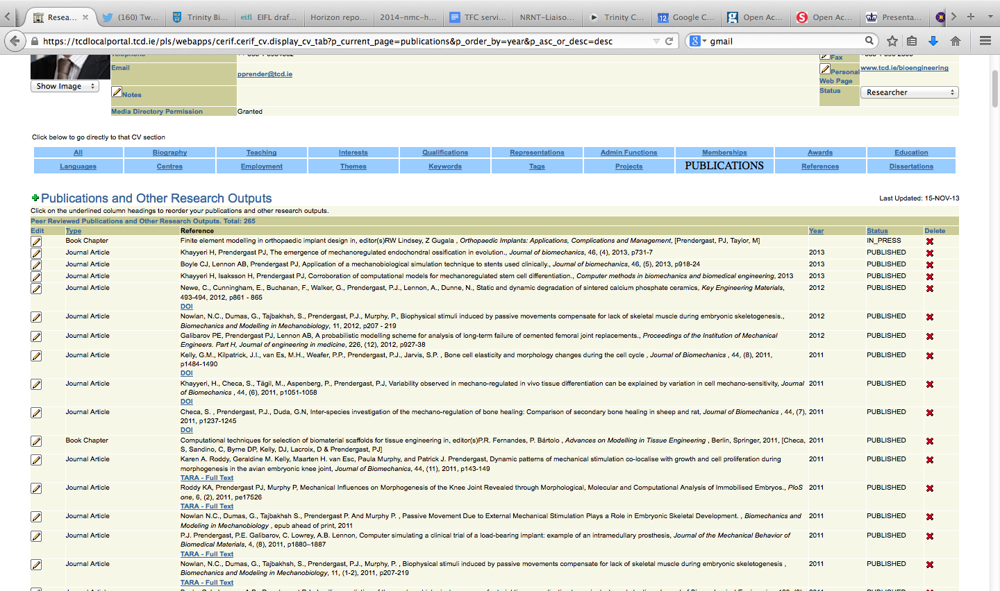 Resea...
(160) Tw...
Trinity Bi...
eifl EIFL draf...
Horizon repo...
2014-nmc-h...
TFC servi...
NRNT-Liaiso...
Trinity C...
12 Google C...
Open Ac...
Open Ac...
Presenta...
https://tcdlocalportal.tcd.ie/pls/webapps/cerif.cerif_cv.display_cv_tab?p_current_page=publications&p_order_by=year&p_asc_or_desc=desc
gmail
Telephone
Fax
Email pprender@tcd.ie
Personal Web Page www.tcd.ie/bioengineering
Show Image
Notes
Status Researcher
Media Directory Permission Granted
Click below to go directly to that CV section
All Biography Teaching Interests Qualifications Representations Admin Functions Memberships Awards Education
Languages Centres Employment Themes Keywords Tags Projects PUBLICATIONS References Dissertations
Publications and Other Research Outputs
Last Updated: 15-NOV-13
Click on the underlined column headings to reorder your publications and other research outputs.
Peer Reviewed Publications and Other Research Outputs. Total: 265
Edit Type Reference Year Status Delete
Book Chapter Finite element modelling in orthopaedic implant design in, editor(s)RW Lindsey, Z Gugala , Orthopaedic Implants: Applications, Complications and Management, [Prendergast, PJ, Taylor, M] IN_PRESS
Journal Article Khayyeri H, Prendergast PJ, The emergence of mechanoregulated endochondral ossification in evolution., Journal of biomechanics, 46, (4), 2013, p731-7 2013 PUBLISHED
Journal Article Boyle CJ, Lennon AB, Prendergast PJ, Application of a mechanobiological simulation technique to stents used clinically., Journal of biomechanics, 46, (5), 2013, p918-24 2013 PUBLISHED
Journal Article Khayyeri H, Isaksson H, Prendergast PJ, Corroboration of computational models for mechanoregulated stem cell differentiation., Computer methods in biomechanics and biomedical engineering, 2013 2013 PUBLISHED
Journal Article Newe, C., Cunningham, E., Buchanan, F., Walker, G., Prendergast, P.J., Lennon, A., Dunne, N., Static and dynamic degradation of sintered calcium phosphate ceramics, Key Engineering Materials, 2012 PUBLISHED
493-494, 2012, p861 - 865
DOI
Journal Article Nowlan, N.C., Dumas, G., Tajbakhsh, S., Prendergast, P.J., Murphy, P., Biophysical stimuli induced by passive movements compensate for lack of skeletal muscle during embryonic skeletogenesis., 2012 PUBLISHED
Biomechanics and Modelling in Mechanobiology, 11, 2012, p207 - 219
Journal Article Galibarov PE, Prendergast PJ, Lennon AB, A probabilistic modelling scheme for analysis of long-term failure of cemented femoral joint replacements., Proceedings of the Institution of Mechanical 2012 PUBLISHED
Engineers. Part H, Journal of engineering in medicine, 226, (12), 2012, p927-38
Journal Article Kelly, G.M., Kilpatrick, J.I., van Es, M.H., Weafer, P.P., Prendergast, P.J., Jarvis, S.P. , Bone cell elasticity and morphology changes during the cell cycle , Journal of Biomechanics , 44, (8), 2011, 2011 PUBLISHED
p1484-1490
DOI
Journal Article Khayyeri, H., Checa, S., Tägil, M., Aspenberg, P., Prendergast, P.J, Variability observed in mechano-regulated in vivo tissue differentiation can be explained by variation in cell mechano-sensitivity, Journal 2011 PUBLISHED
of Biomechanics , 44, (6), 2011, p1051-1058
DOI
Journal Article Checa, S. , Prendergast, P.J., Duda, G.N, Inter-species investigation of the mechano-regulation of bone healing: Comparison of secondary bone healing in sheep and rat, Journal of Biomechanics , 44, (7), 2011 PUBLISHED
2011, p1237-1245
DOI
Book Chapter Computational techniques for selection of biomaterial scaffolds for tissue engineering in, editor(s)P.R. Fernandes, P. Bártolo , Advances on Modelling in Tissue Engineering , Berlin, Springer, 2011, [Checa, 2011 PUBLISHED
S, Sandino, C, Byrne DP, Kelly, DJ, Lacroix, D & Prendergast, PJ]
Journal Article Karen A. Roddy, Geraldine M. Kelly, Maarten H. van Esc, Paula Murphy, and Patrick J. Prendergast, Dynamic patterns of mechanical stimulation co-localise with growth and cell proliferation during 2011 PUBLISHED
morphogenesis in the avian embryonic knee joint, Journal of Biomechanics, 44, (11), 2011, p143-149
TARA - Full Text
Journal Article Roddy KA, Prendergast PJ, Murphy P, Mechanical Influences on Morphogenesis of the Knee Joint Revealed through Morphological, Molecular and Computational Analysis of Immobilised Embryos., PloS 2011 PUBLISHED
one, 6, (2), 2011, pe17526
TARA - Full Text
Journal Article Nowlan N.C., Dumas, G., Tajbakhsh S., Prendergast P. And Murphy P. , Passive Movement Due to External Mechanical Stimulation Plays a Role in Embryonic Skeletal Development. , Biomechanics and 2011 PUBLISHED
Modeling in Mechanobiology , epub ahead of print, 2011
Journal Article P.J. Prendergast, P.E. Galibarov, C. Lowrey, A.B. Lennon, Computer simulating a clinical trial of a load-bearing implant: example of an intramedullary prosthesis, Journal of the Mechanical Behavior of 2011 PUBLISHED
Biomedical Materials, 4, (8), 2011, p1880–1887
TARA - Full Text
Journal Article Nowlan, N.C., Dumas, G., Tajbakhsh, S., Prendergast, P.J., Murphy, P. , Biophysical stimuli induced by passive movements compensate for lack of skeletal muscle during embryonic skeletogenesis , 2011 PUBLISHED
Biomechanics and Modeling in Mechanobiology, 11, (1-2), 2011, p207-219
TARA - Full Text